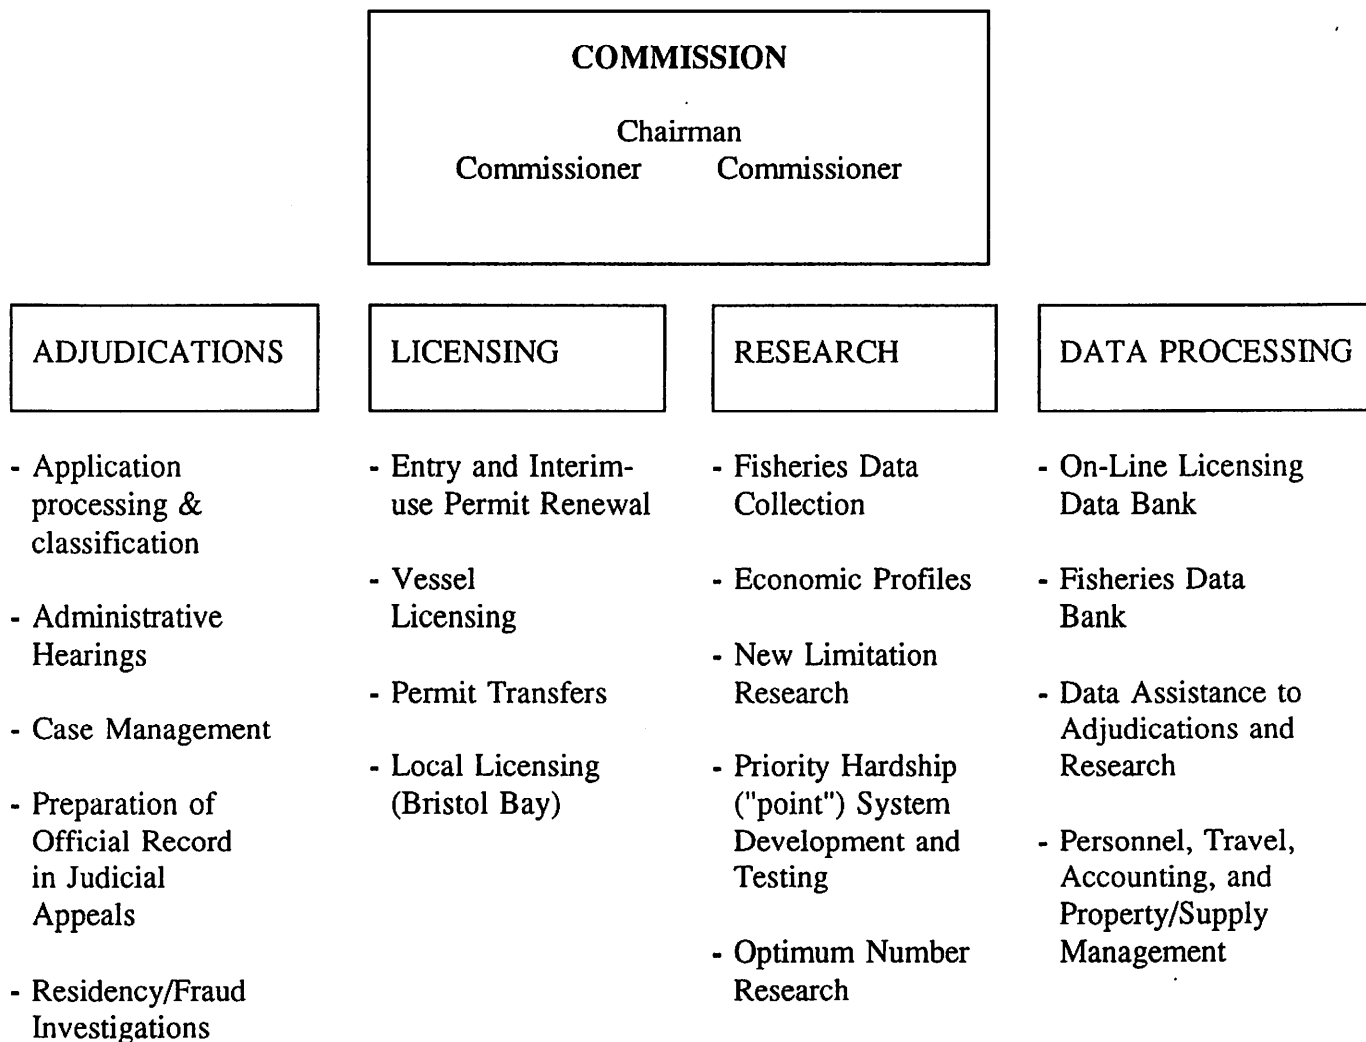 COMMISSION
Chairman
Commissioner Commissioner
ADJUDICATIONS
- Application
processing &
classification
- Administrative
Hearings
- Case Management
- Preparation of
Official Record
in Judicial
Appeals
- Residency/Fraud
Investigations
LICENSING
- Entry and Interim-
use Permit Renewal
- Vessel
Licensing
- Permit Transfers
- Local Licensing
(Bristol Bay)
RESEARCH
- Fisheries Data
Collection
- Economic Profiles
- New Limitation
Research
- Priority Hardship
("point") System
Development and
Testing
- Optimum Number
Research
DATA PROCESSING
- On-Line Licensing
Data Bank
- Fisheries Data
Bank
- Data Assistance to
Adjudications and
Research
- Personnel, Travel,
Accounting, and
Property/Supply
Management